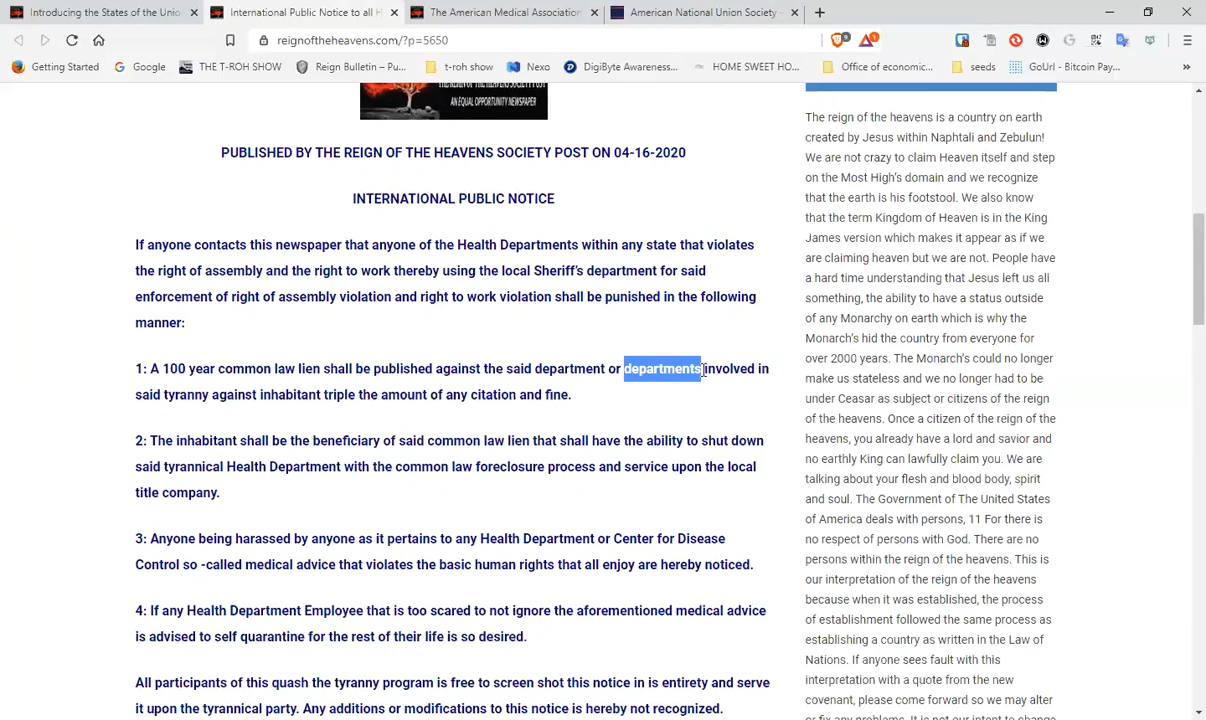 Introducing the States of the Unio
International Public Notice to all H
The American Medical Association
American National Union Society –
reignoftheheavens.com/?p=5650
Getting Started
Google
THE T-ROH SHOW
Reign Bulletin – Pu...
t-roh show
Nexo
DigiByte Awareness...
HOME SWEET HO...
Office of economic...
seeds
GoUrl - Bitcoin Pay...
THE REIGN OF THE HEAVENS SOCIETY POST
AN EQUAL OPPORTUNITY NEWSPAPER
PUBLISHED BY THE REIGN OF THE HEAVENS SOCIETY POST ON 04-16-2020
INTERNATIONAL PUBLIC NOTICE
If anyone contacts this newspaper that anyone of the Health Departments within any state that violates
the right of assembly and the right to work thereby using the local Sheriff's department for said
enforcement of right of assembly violation and right to work violation shall be punished in the following
manner:
1: A 100 year common law lien shall be published against the said department or departments involved in
said tyranny against inhabitant triple the amount of any citation and fine.
2: The inhabitant shall be the beneficiary of said common law lien that shall have the ability to shut down
said tyrannical Health Department with the common law foreclosure process and service upon the local
title company.
3: Anyone being harassed by anyone as it pertains to any Health Department or Center for Disease
Control so -called medical advice that violates the basic human rights that all enjoy are hereby noticed.
4: If any Health Department Employee that is too scared to not ignore the aforementioned medical advice
is advised to self quarantine for the rest of their life is so desired.
All participants of this quash the tyranny program is free to screen shot this notice in is entirety and serve
it upon the tyrannical party. Any additions or modifications to this notice is hereby not recognized.
The reign of the heavens is a country on earth
created by Jesus within Naphtali and Zebulun!
We are not crazy to claim Heaven itself and step
on the Most High's domain and we recognize
that the earth is his footstool. We also know
that the term Kingdom of Heaven is in the King
James version which makes it appear as if we
are claiming heaven but we are not. People have
a hard time understanding that Jesus left us all
something, the ability to have a status outside
of any Monarchy on earth which is why the
Monarch's hid the country from everyone for
over 2000 years. The Monarch's could no longer
make us stateless and we no longer had to be
under Ceasar as subject or citizens of the reign
of the heavens. Once a citizen of the reign of the
heavens, you already have a lord and savior and
no earthly King can lawfully claim you. We are
talking about your flesh and blood body, spirit
and soul. The Government of The United States
of America deals with persons, 11 For there is
no respect of persons with God. There are no
persons within the reign of the heavens. This is
our interpretation of the reign of the heavens
because when it was established, the process
of establishment followed the same process as
establishing a country as written in the Law of
Nations. If anyone sees fault with this
interpretation with a quote from the new
covenant, please come forward so we may alter
or fix any problems. It is not our intent to change